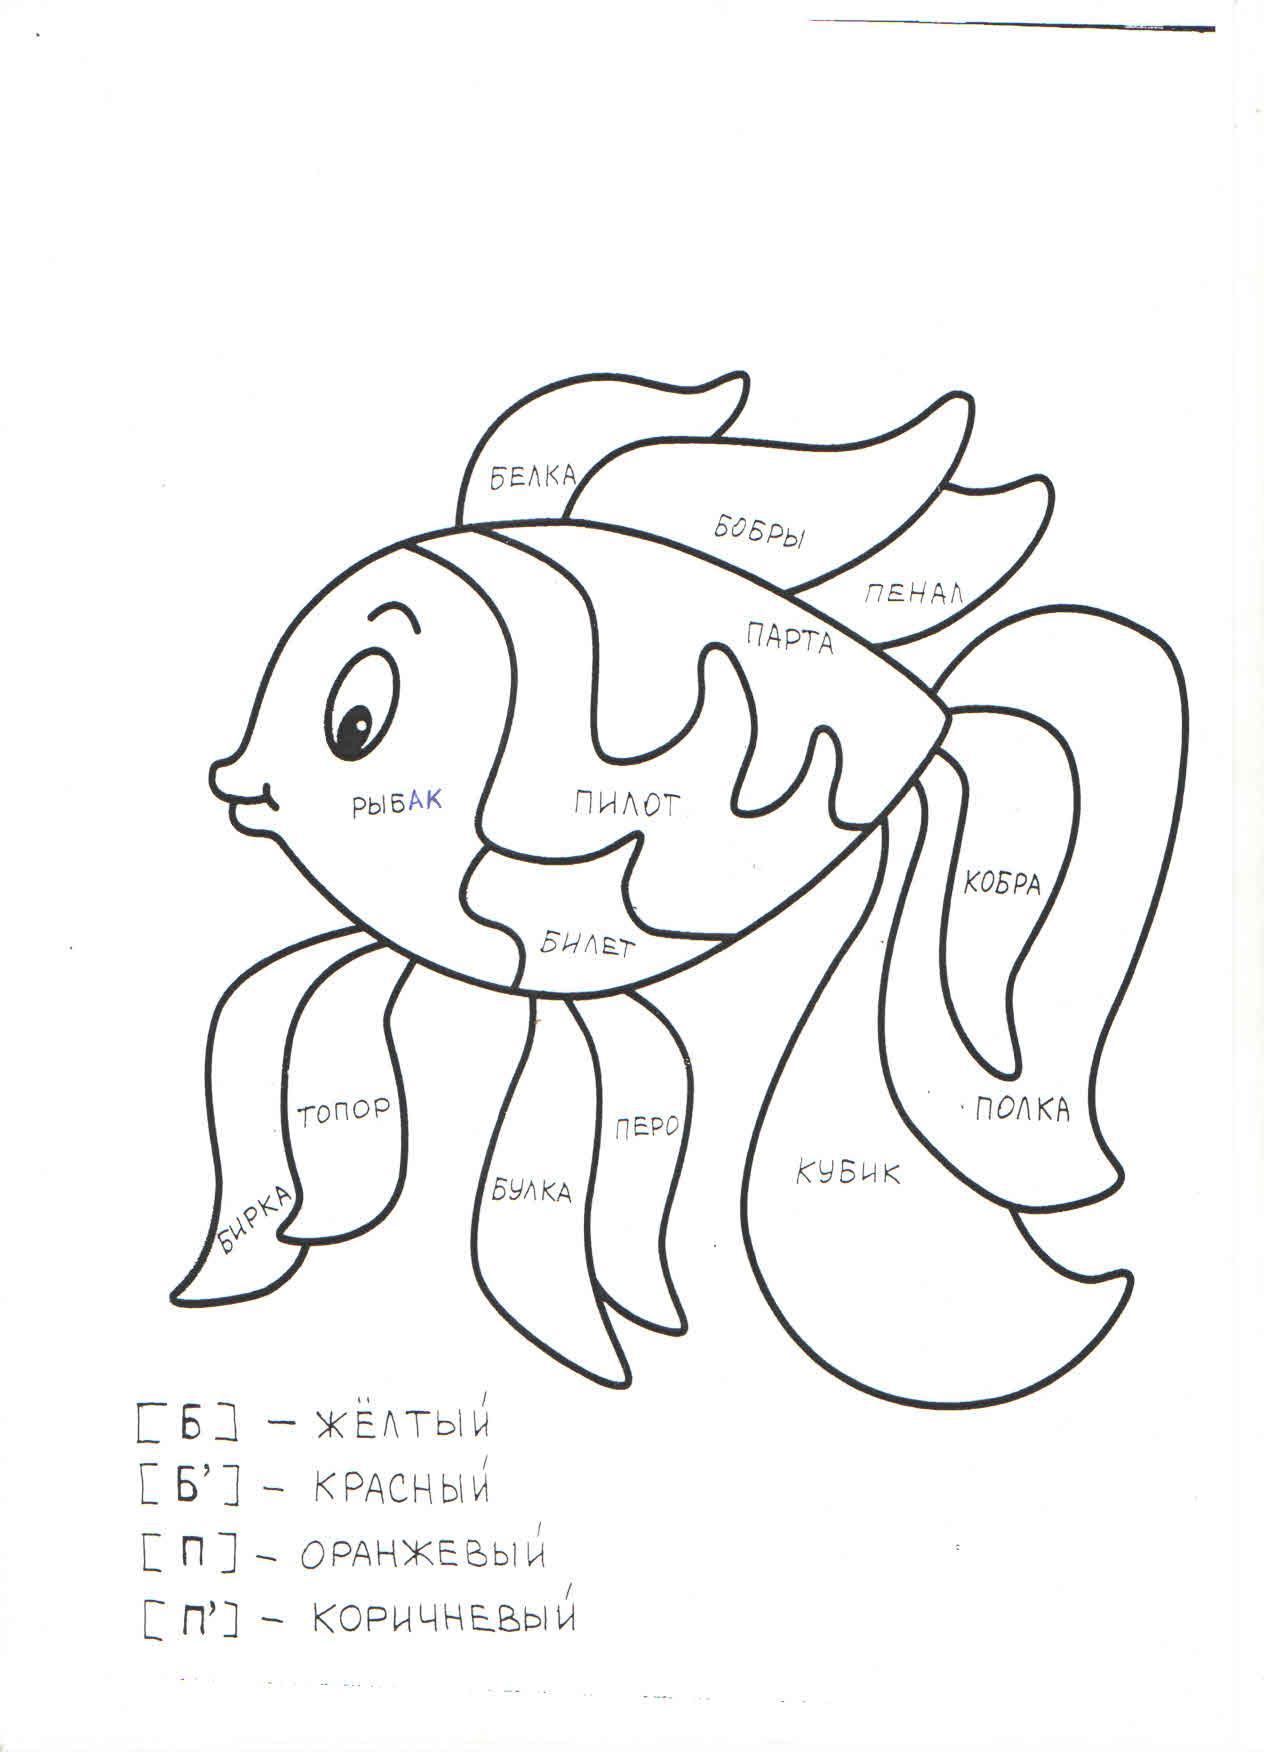 БЕЛКА
БОБРЫ
ПЕНАЛ
ПАРТА
РЫБАК
ПИЛОТ
КОБРА
БИЛЕТ
ТОПОР
ПЕРО
ПОЛКА
БИРКА
БУЛКА
КУБИК
[Б] – ЖЁЛТЫЙ
[Б'] – КРАСНЫЙ
[П] – ОРАНЖЕВЫЙ
[П'] – КОРИЧНЕВЫЙ